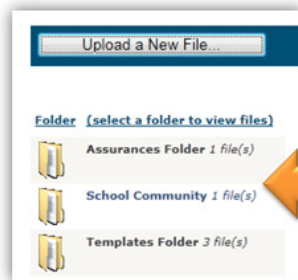 Upload a New File...
Folder (select a folder to view files)
Assurances Folder 1 file(s)
School Community 1 file(s)
Templates Folder 3 file(s)